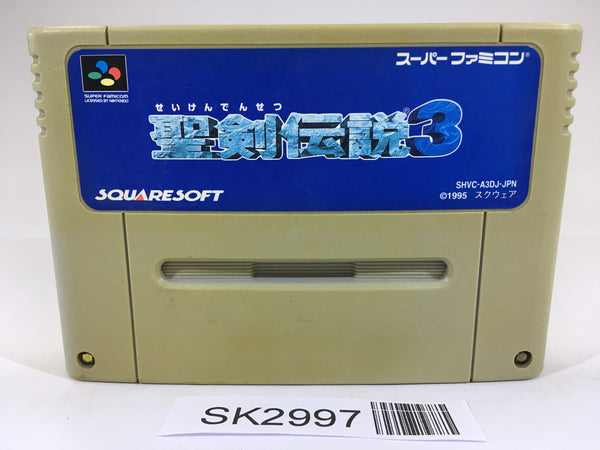 スーパーファミコン®
SUPER FAMICOM
LICENSED BY NINTENDO
せいけんでんせつ
聖剣伝説®3
SQUARESOFT
SHVC-A3DJ-JPN
©1995 スクウェア
SK2997